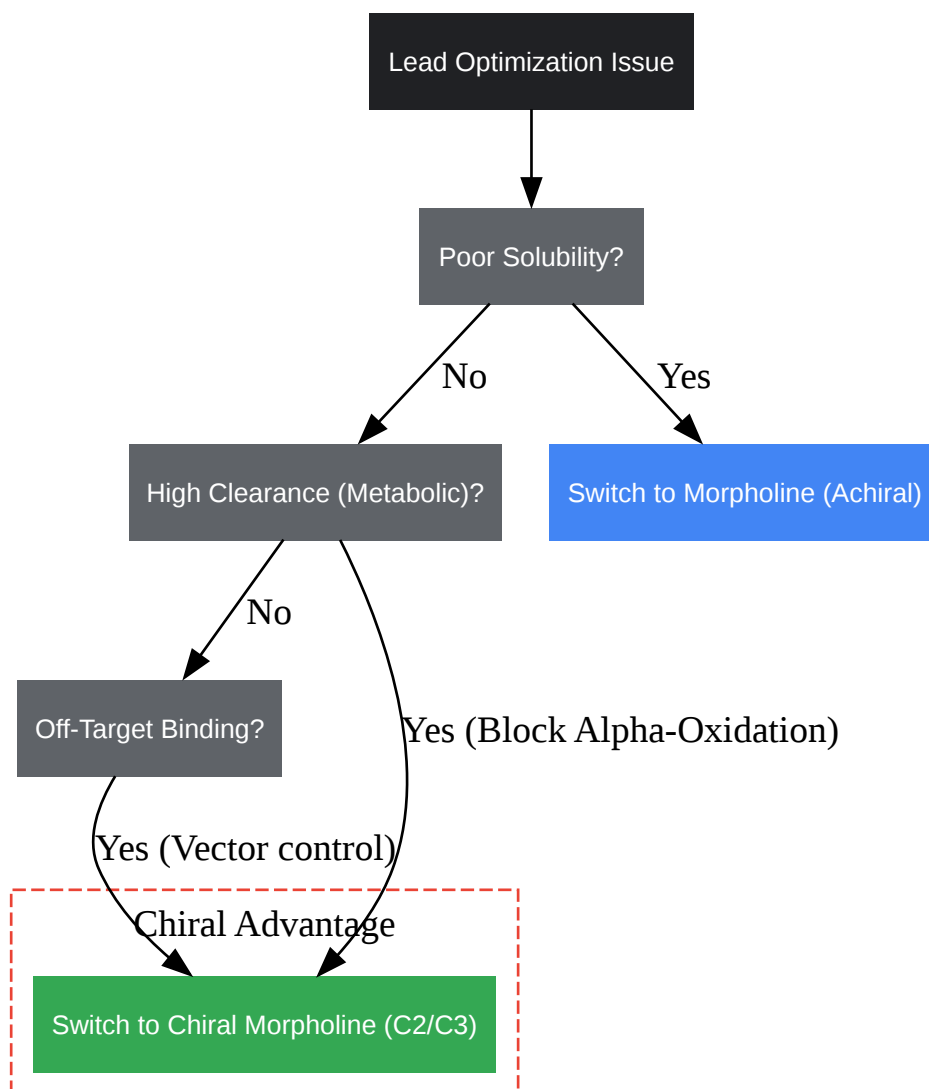 Lead Optimization Issue
Poor Solubility?
No
Yes
High Clearance (Metabolic)?
Switch to Morpholine (Achiral)
No
Off-Target Binding?
Yes (Block Alpha-Oxidation)
Yes (Vector control)
Chiral Advantage
Switch to Chiral Morpholine (C2/C3)